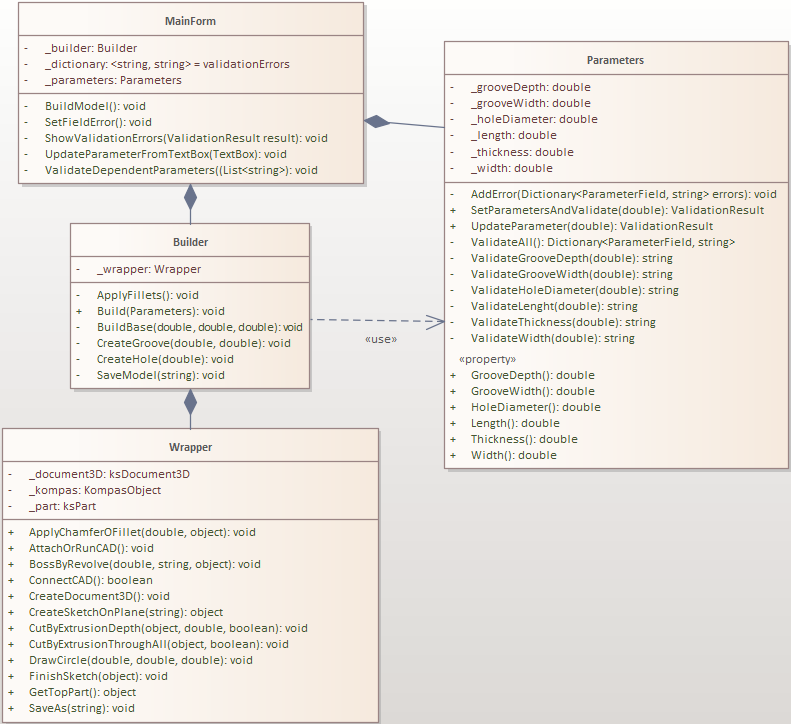 MainForm
- _builder: Builder
- _dictionary: <string, string> = validationErrors
- _parameters: Parameters
- BuildModel(): void
- SetFieldError(): void
- ShowValidationErrors(ValidationResult result): void
- UpdateParameterFromTextBox(TextBox): void
- ValidateDependentParameters((List<string>): void
Builder
- _wrapper: Wrapper
- ApplyFillets(): void
+ Build(Parameters): void
- BuildBase(double, double, double): void
- CreateGroove(double, double): void
- CreateHole(double): void
- SaveModel(string): void
Wrapper
- _document3D: ksDocument3D
- _kompas: KompasObject
- _part: ksPart
+ ApplyChamferOFillet(double, object): void
+ AttachOrRunCAD(): void
+ BossByRevolve(double, string, object): void
+ ConnectCAD(): boolean
+ CreateDocument3D(): void
+ CreateSketchOnPlane(string): object
+ CutByExtrusionDepth(object, double, boolean): void
+ CutByExtrusionThroughAll(object, boolean): void
+ DrawCircle(double, double, double): void
+ FinishSketch(object): void
+ GetTopPart(): object
+ SaveAs(string): void
«use»
Parameters
- _grooveDepth: double
- _grooveWidth: double
- _holeDiameter: double
- _length: double
- _thickness: double
- _width: double
- AddError(Dictionary<ParameterField, string> errors): void
+ SetParametersAndValidate(double): ValidationResult
+ UpdateParameter(double): ValidationResult
- ValidateAll(): Dictionary<ParameterField, string>
- ValidateGrooveDepth(double): string
- ValidateGrooveWidth(double): string
- ValidateHoleDiameter(double): string
- ValidateLenght(double): string
- ValidateThickness(double): string
- ValidateWidth(double): string
«property»
+ GrooveDepth(): double
+ GrooveWidth(): double
+ HoleDiameter(): double
+ Length(): double
+ Thickness(): double
+ Width(): double